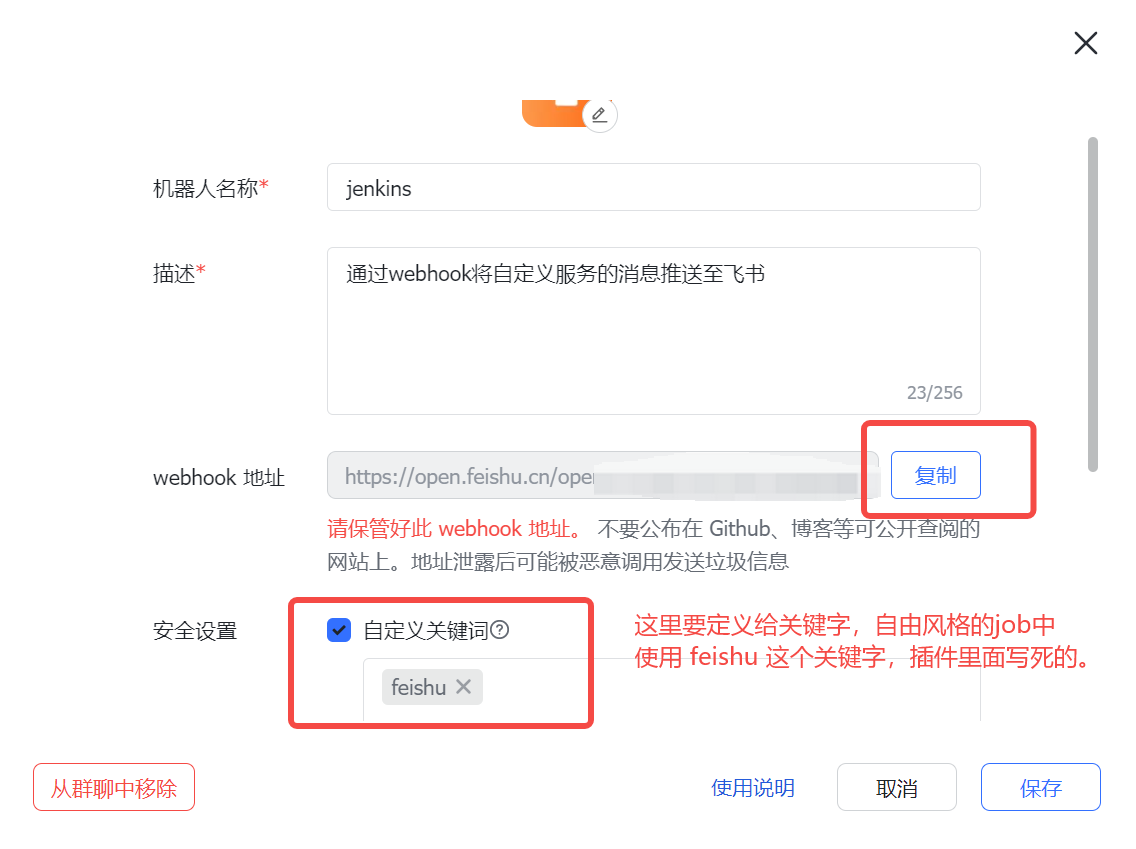 机器人名称*
jenkins
描述*
通过webhook将自定义服务的消息推送至飞书
23/256
webhook 地址
https://open.feishu.cn/ope
复制
请保管好此 webhook 地址。 不要公布在 Github、博客等可公开查阅的
网站上。地址泄露后可能被恶意调用发送垃圾信息
安全设置
自定义关键词
这里要定义给关键字，自由风格的job中
使用 feishu 这个关键字，插件里面写死的。
feishu
从群聊中移除
使用说明
取消
保存